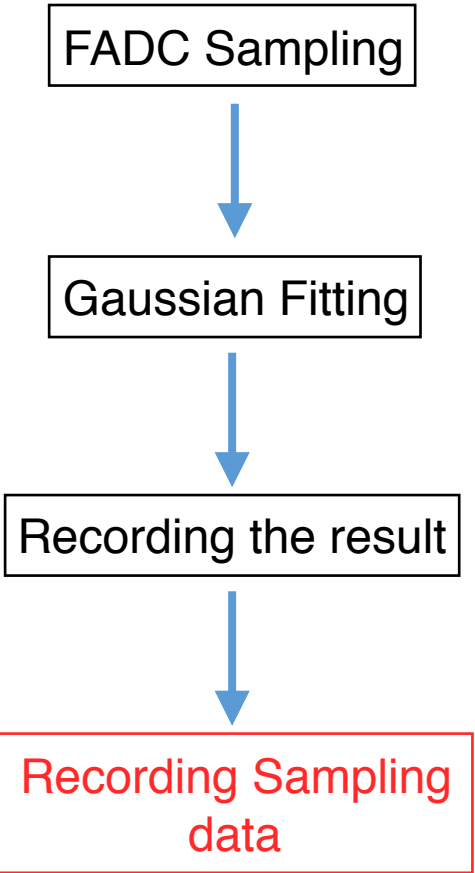 FADC Sampling
Gaussian Fitting
Recording the result
Recording Sampling
data